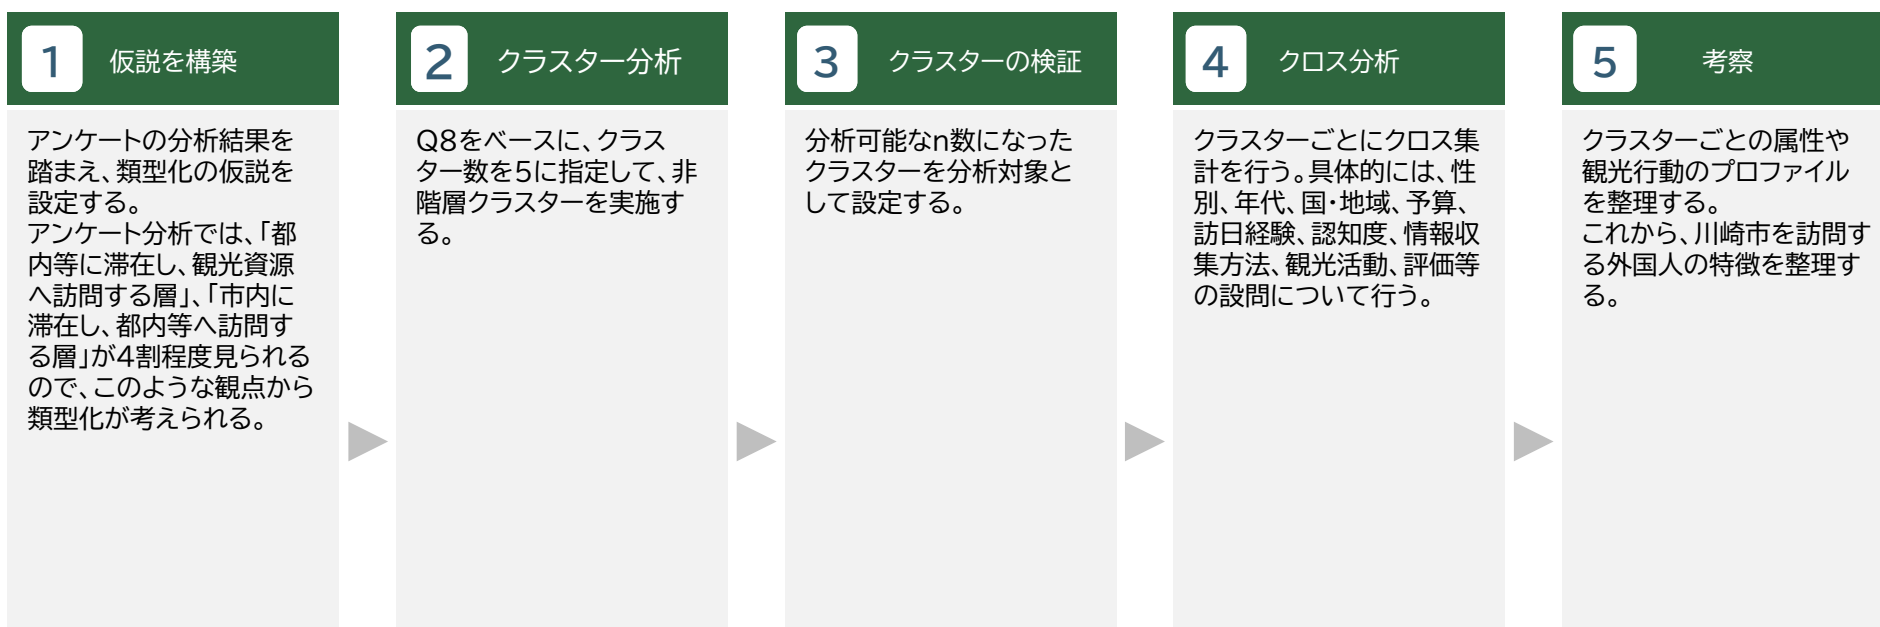 1 仮説を構築
アンケートの分析結果を
踏まえ、類型化の仮説を
設定する。
アンケート分析では、「都
内等に滞在し、観光資源
へ訪問する層」、「市内に
滞在し、都内等へ訪問す
る層」が4割程度見られる
ので、このような観点から
類型化が考えられる。
2 クラスター分析
Q8をベースに、クラス
ター数を5に指定して、非
階層クラスターを実施す
る。
3 クラスターの検証
分析可能なn数になった
クラスターを分析対象と
して設定する。
4 クロス分析
クラスターごとにクロス集
計を行う。具体的には、性
別、年代、国・地域、予算、
訪日経験、認知度、情報収
集方法、観光活動、評価等
の設問について行う。
5 考察
クラスターごとの属性や
観光行動のプロファイル
を整理する。
これから、川崎市を訪問す
る外国人の特徴を整理す
る。